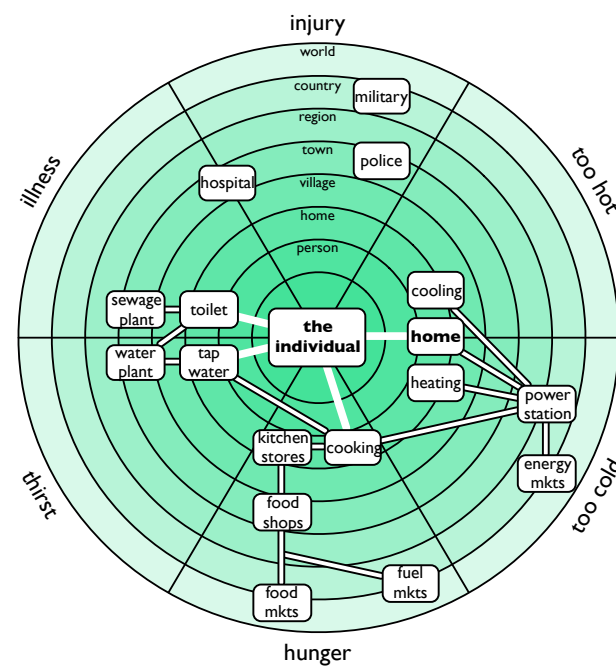 injury
world
country
military
region
town
police
hospital
village
illness
too hot
home
person
cooling
sewage
plant
toilet
the
individual
home
water
plant
tap
water
heating
power
station
kitchen
stores
cooking
energy
mkts
thirst
too cold
food
shops
fuel
mkts
food
mkts
hunger